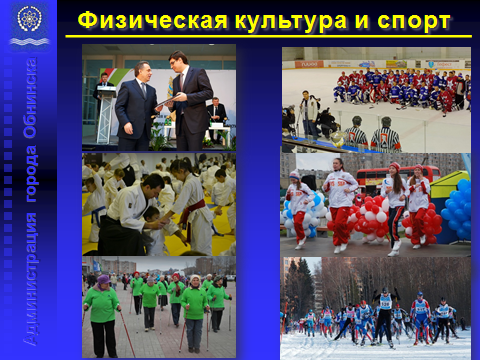 Физическая культура и спорт
Администрация города Обнинска